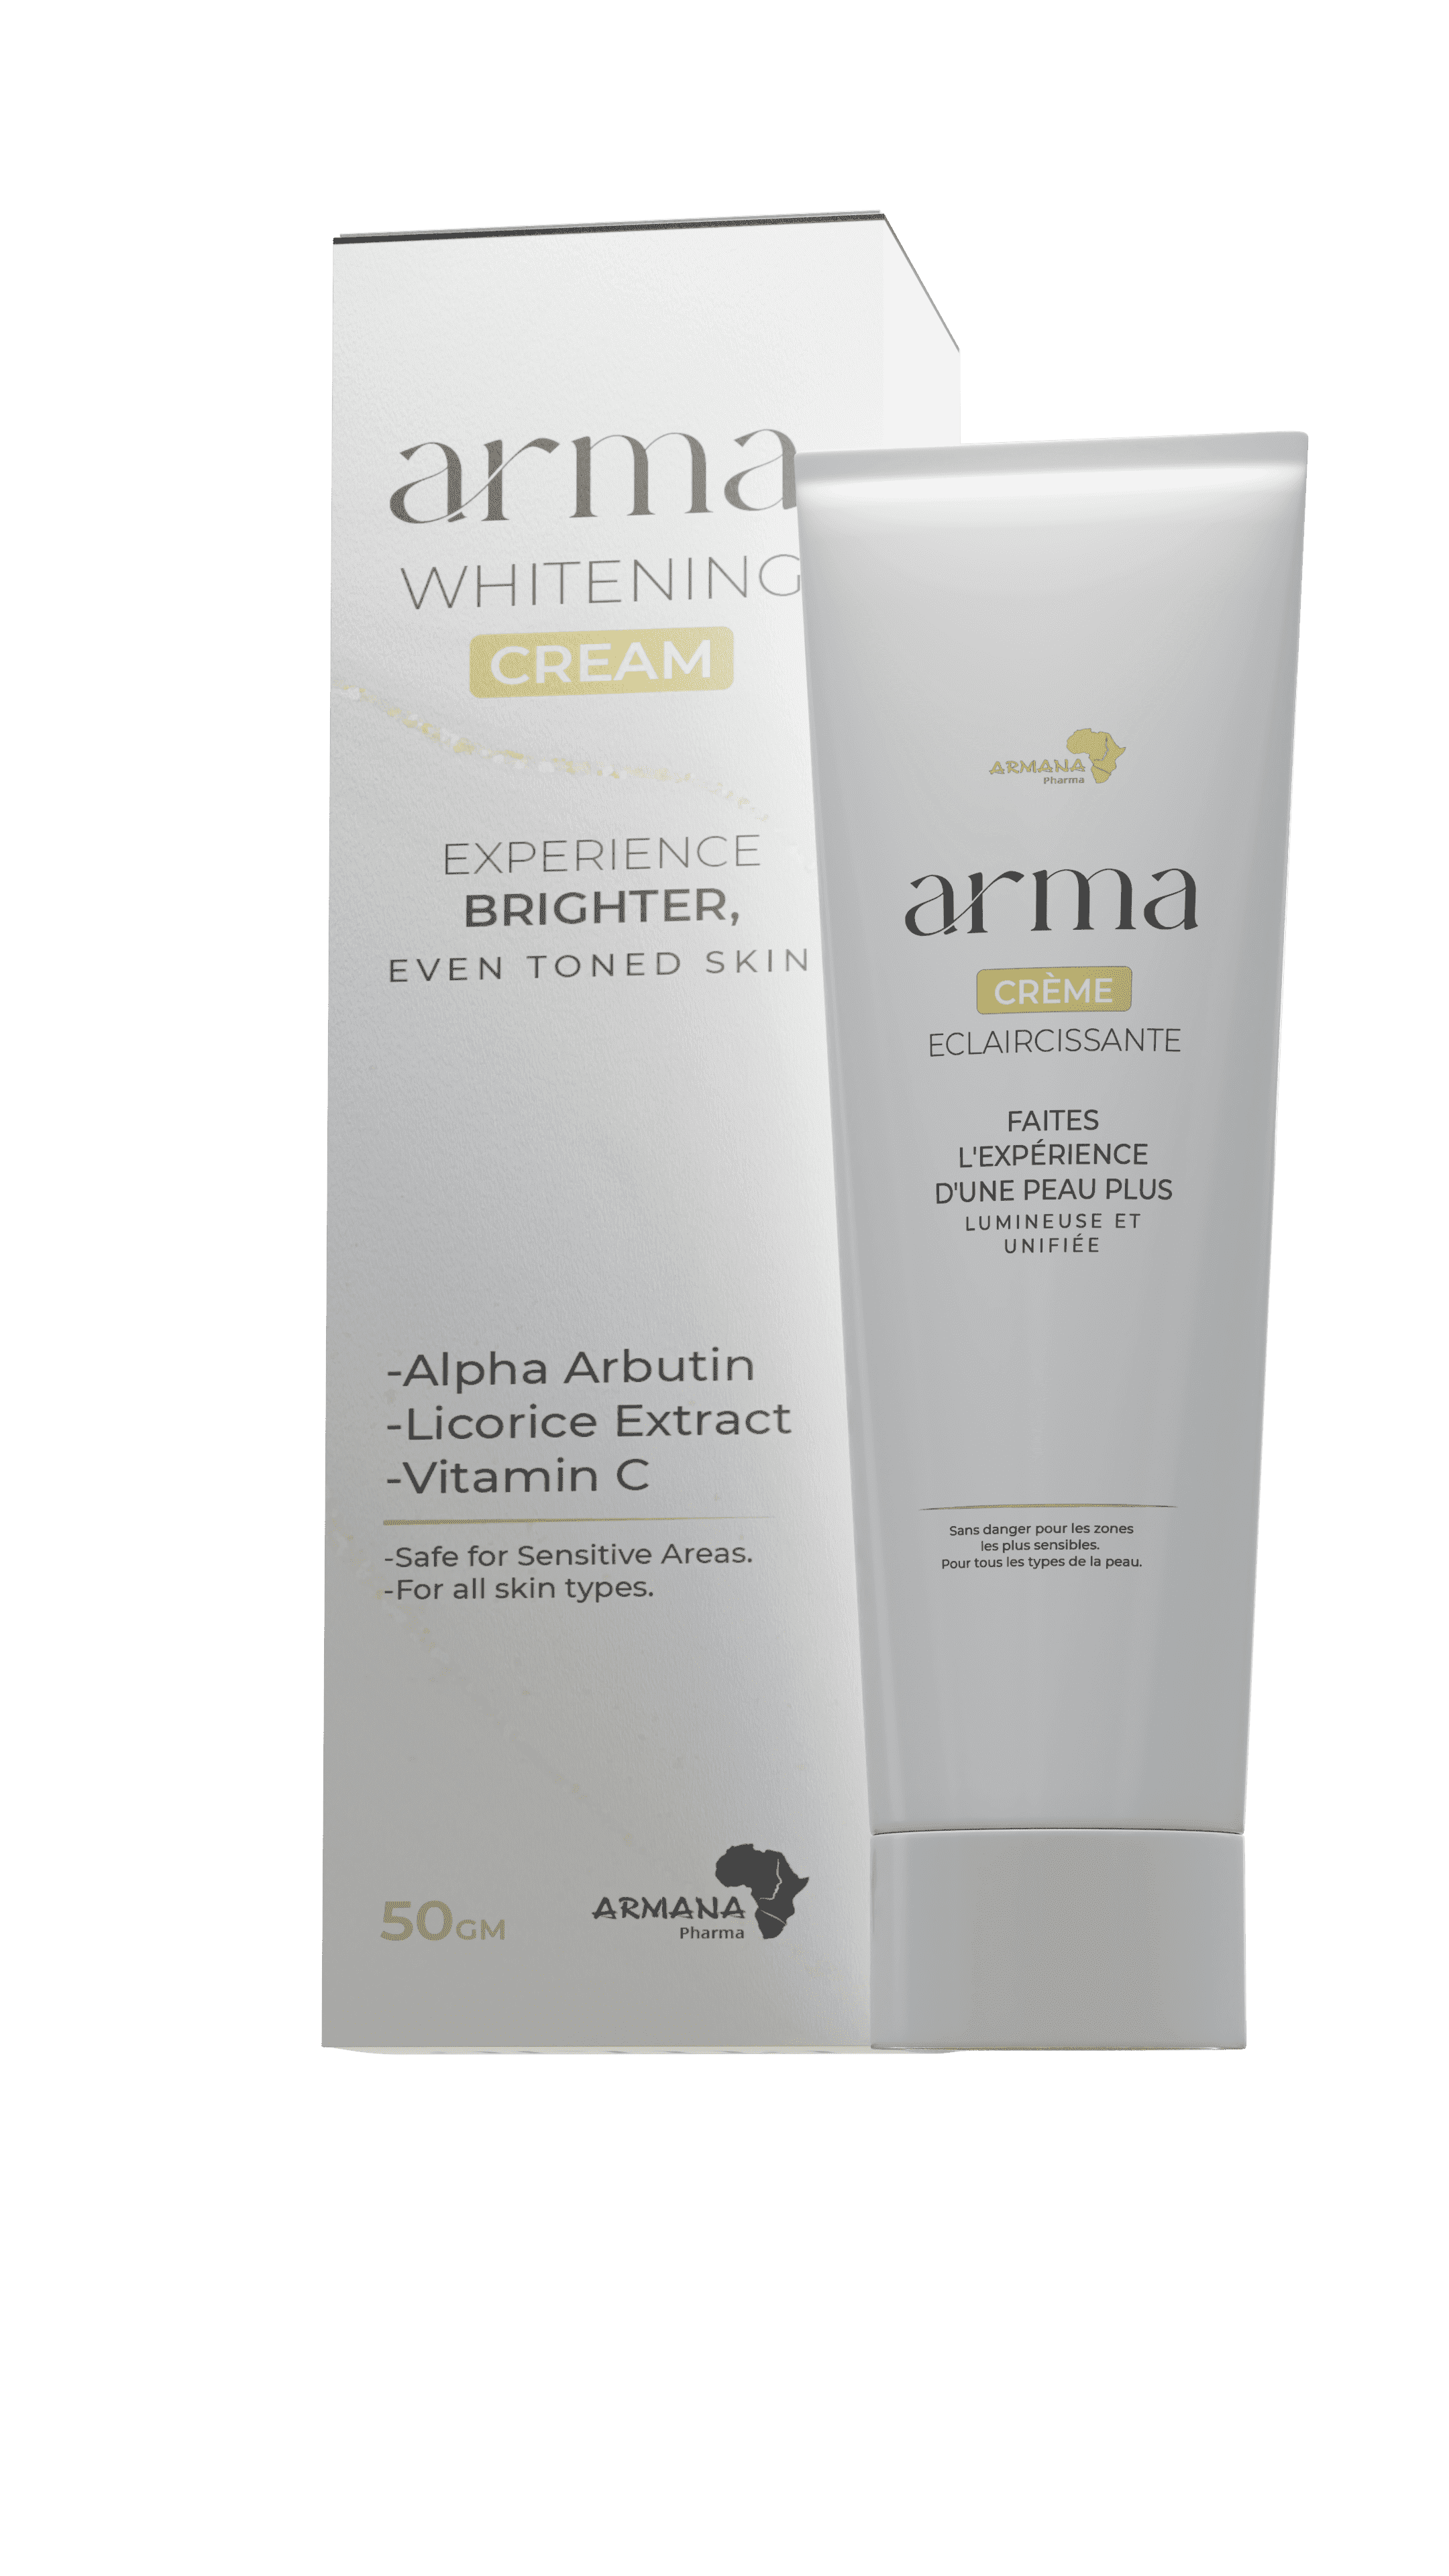 arma
WHITENING
CREAM
EXPERIENCE
BRIGHTER,
EVEN TONED SKIN
-Alpha Arbutin
-Licorice Extract
-Vitamin C
-Safe for Sensitive Areas.
-For all skin types.
50GM
ARMANA
Pharma
ARMANA
Pharma
arma
CRÈME
ECLAIRCISSANTE
FAITES
L'EXPÉRIENCE
D'UNE PEAU PLUS
LUMINEUSE ET
UNIFIÉE
Sans danger pour les zones
les plus sensibles.
Pour tous les types de la peau.